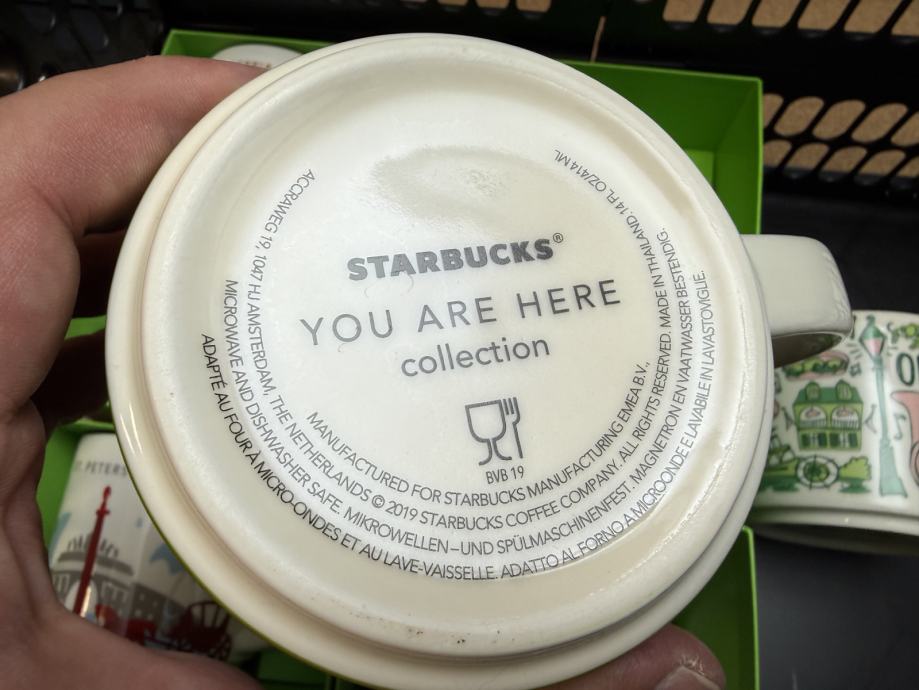 STARBUCKS®
YOU ARE HERE
collection
BVB 19
MANUFACTURED FOR STARBUCKS MANUFACTURING EMEA B.V.,
ACCRAWEG 19, 1047 HJ AMSTERDAM, THE NETHERLANDS © 2019 STARBUCKS COFFEE COMPANY. ALL RIGHTS RESERVED. MADE IN THAILAND. 14 FL OZ/414 ML
MICROWAVE AND DISHWASHER SAFE. MIKROWELLEN–UND SPÜLMASCHINENFEST. MAGNETRON EN VAATWASSER BESTENDIG.
ADAPTÉ AU FOUR A MICRO-ONDES ET AU LAVE-VAISSELLE. ADATTO AL FORNO A MICROONDE E LAVABILE IN LAVASTOVIGLIE.